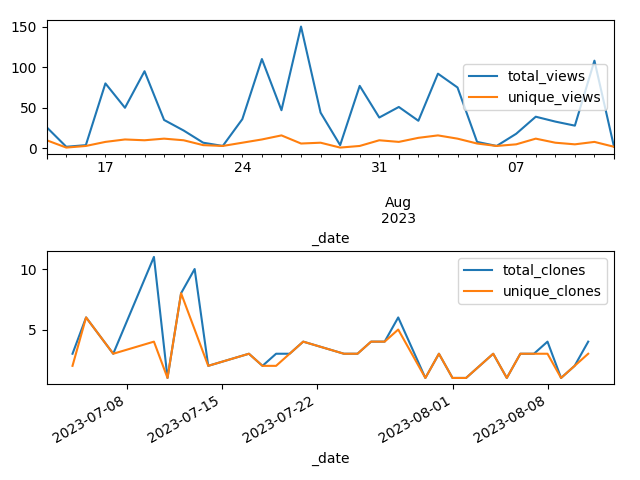 150
100
50
0
total_views
unique_views
17
24
31
07
Aug
2023
_date
10
5
total_clones
unique_clones
2023-07-08
2023-07-15
2023-07-22
2023-08-01
2023-08-08
_date